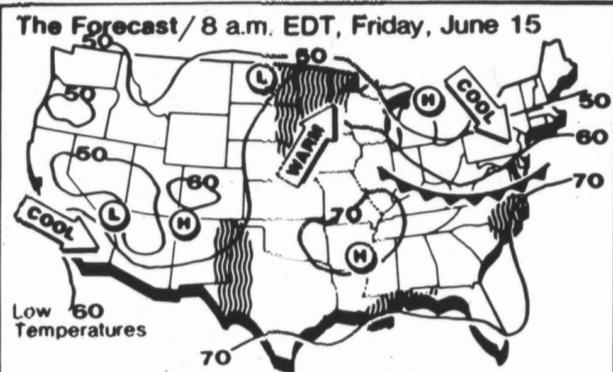 The Forecast / 8 a.m. EDT, Friday, June 15
50
60
L
50
H
COOL
50
WARM
60
50
70
60
70
COOL
L
H
H
Low 60
Temperatures
70